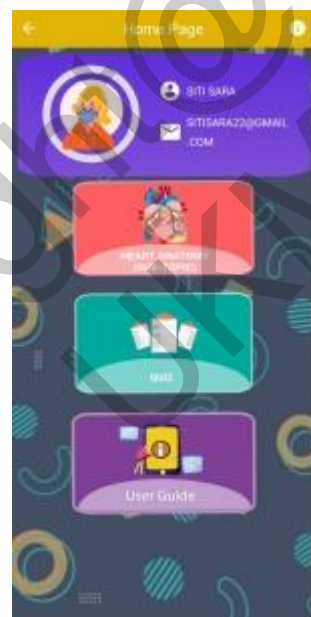 Home Page
SITI SARA
SITISARA22@GMAIL
.COM
HEART ANATOMY
QUIZ
User Guide